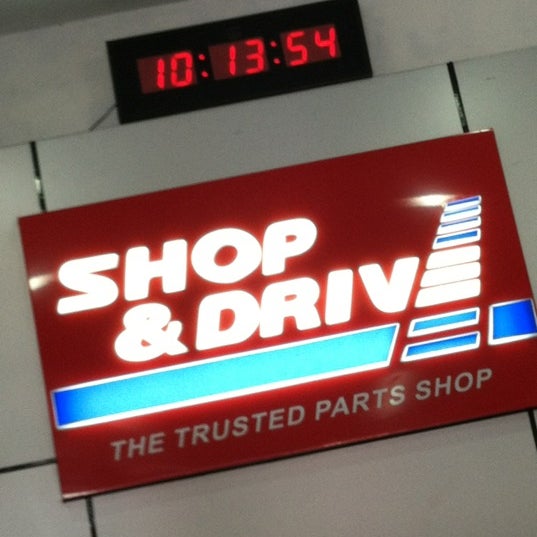 10:13:54
SHOP
& DRIVE
THE TRUSTED PARTS SHOP